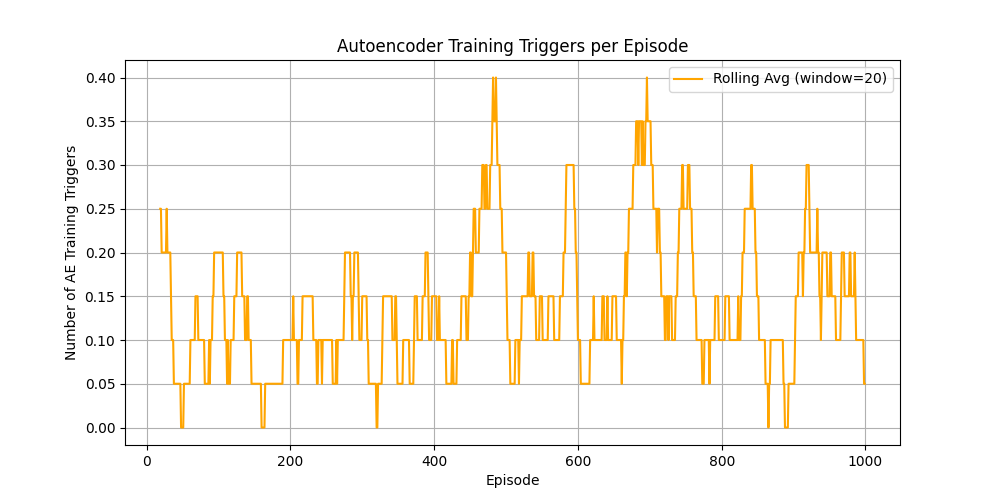 Autoencoder Training Triggers per Episode
Rolling Avg (window=20)
Number of AE Training Triggers
0.40
0.35
0.30
0.25
0.20
0.15
0.10
0.05
0.00
0 200 400 600 800 1000
Episode